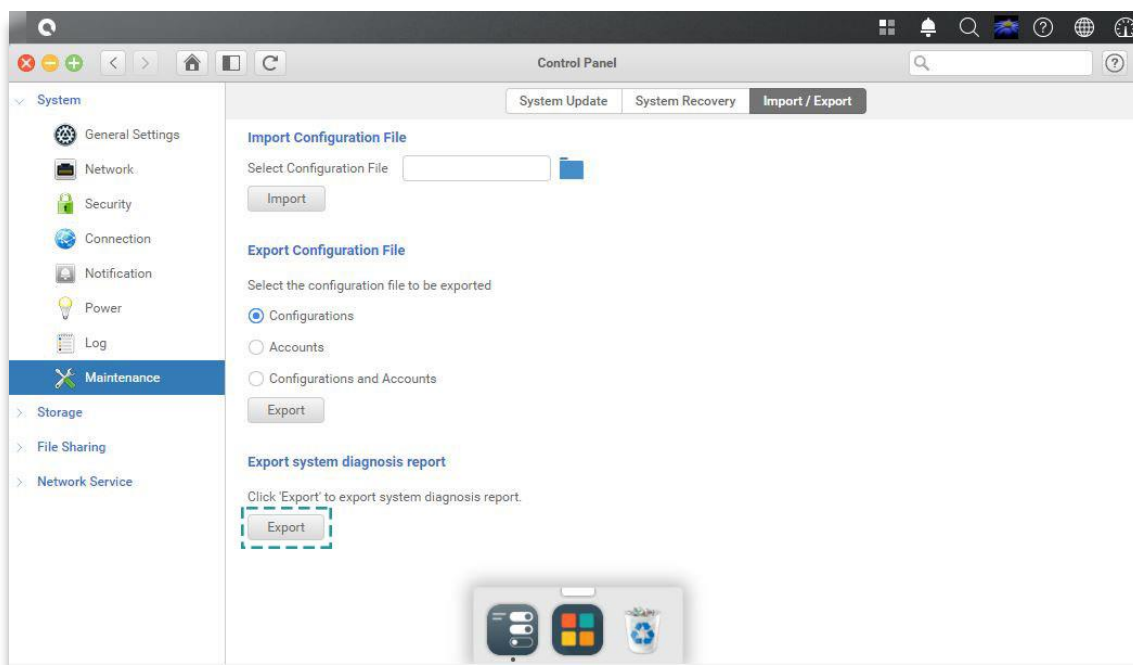 Control Panel
System
General Settings
Network
Security
Connection
Notification
Power
Log
Maintenance
Storage
File Sharing
Network Service
System Update
System Recovery
Import / Export
Import Configuration File
Select Configuration File
Import
Export Configuration File
Select the configuration file to be exported
Configurations
Accounts
Configurations and Accounts
Export
Export system diagnosis report
Click 'Export' to export system diagnosis report.
Export